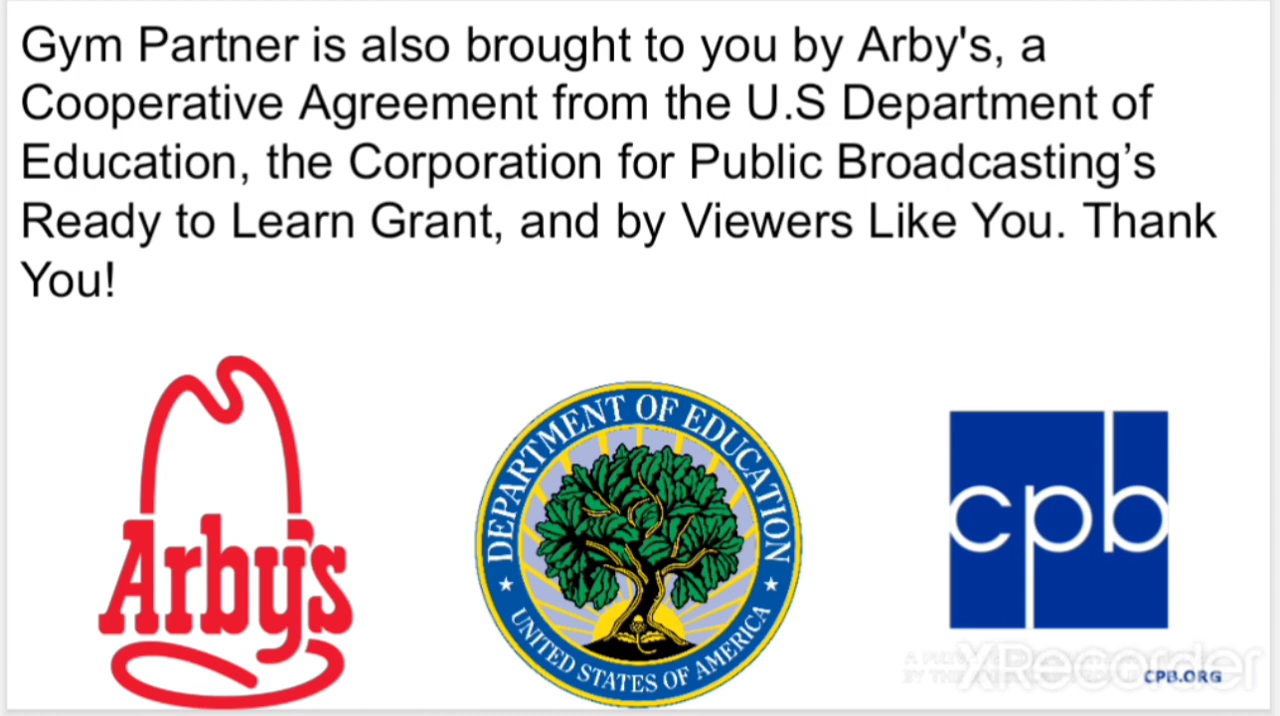 Gym Partner is also brought to you by Arby's, a
Cooperative Agreement from the U.S Department of
Education, the Corporation for Public Broadcasting’s
Ready to Learn Grant, and by Viewers Like You. Thank
You!
Arby's
DEPARTMENT OF EDUCATION
UNITED STATES OF AMERICA
cpb
XRecorder
CPB.ORG